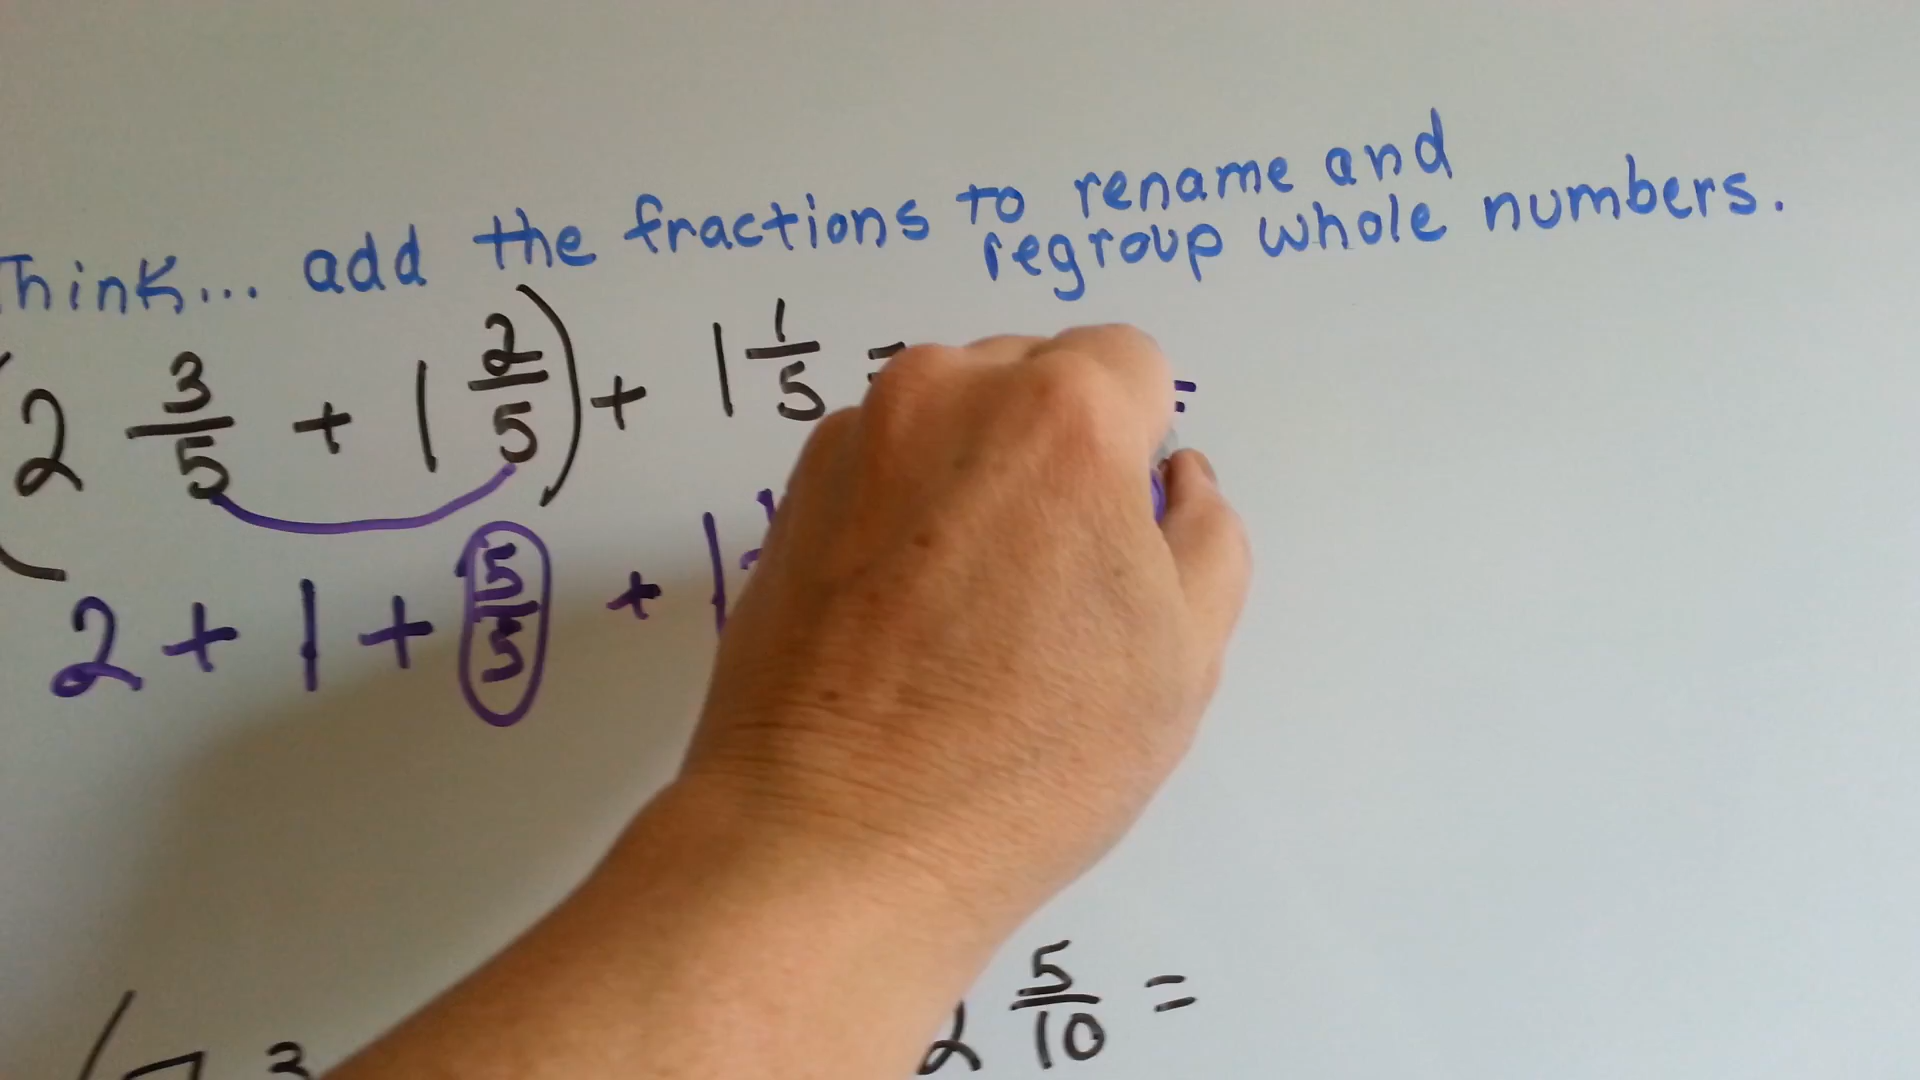 Think... add the fractions to rename and
regroup whole numbers.
(2 3/5 + 1 2/5) + 1 1/5 = =
2 + 1 + 5/5 + 1
2 5/10 =